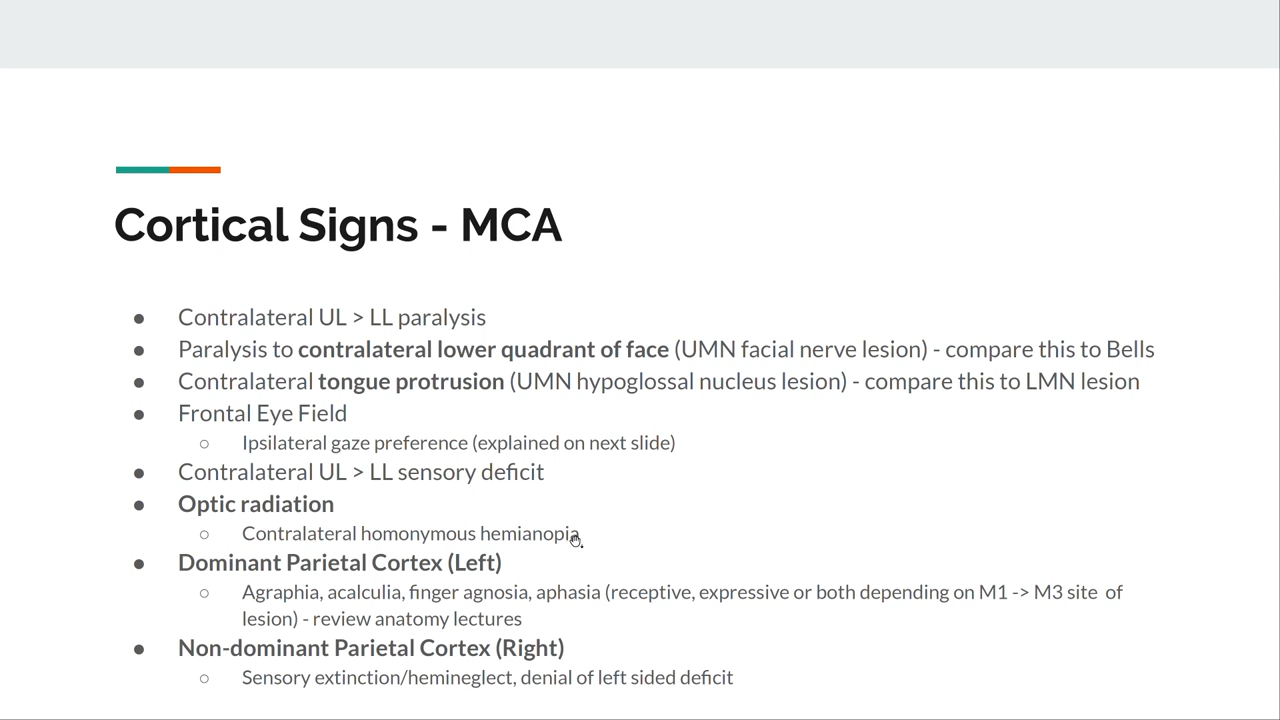 Cortical Signs - MCA
● Contralateral UL > LL paralysis
● Paralysis to contralateral lower quadrant of face (UMN facial nerve lesion) - compare this to Bells
● Contralateral tongue protrusion (UMN hypoglossal nucleus lesion) - compare this to LMN lesion
● Frontal Eye Field
○ Ipsilateral gaze preference (explained on next slide)
● Contralateral UL > LL sensory deficit
● Optic radiation
○ Contralateral homonymous hemianopia
● Dominant Parietal Cortex (Left)
○ Agraphia, acalculia, finger agnosia, aphasia (receptive, expressive or both depending on M1 -> M3 site of
lesion) - review anatomy lectures
● Non-dominant Parietal Cortex (Right)
○ Sensory extinction/hemineglect, denial of left sided deficit